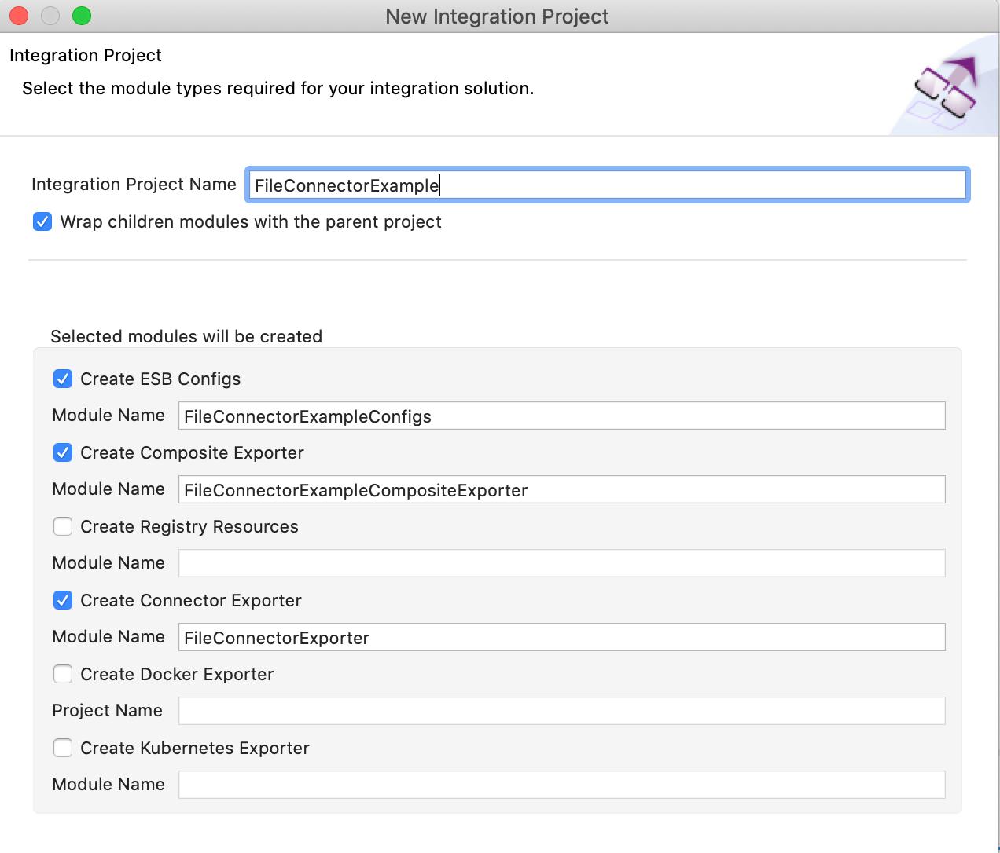 New Integration Project
Integration Project
Select the module types required for your integration solution.
Integration Project Name FileConnectorExample
Wrap children modules with the parent project
Selected modules will be created
Create ESB Configs
Module Name FileConnectorExampleConfigs
Create Composite Exporter
Module Name FileConnectorExampleCompositeExporter
Create Registry Resources
Module Name
Create Connector Exporter
Module Name FileConnectorExporter
Create Docker Exporter
Project Name
Create Kubernetes Exporter
Module Name